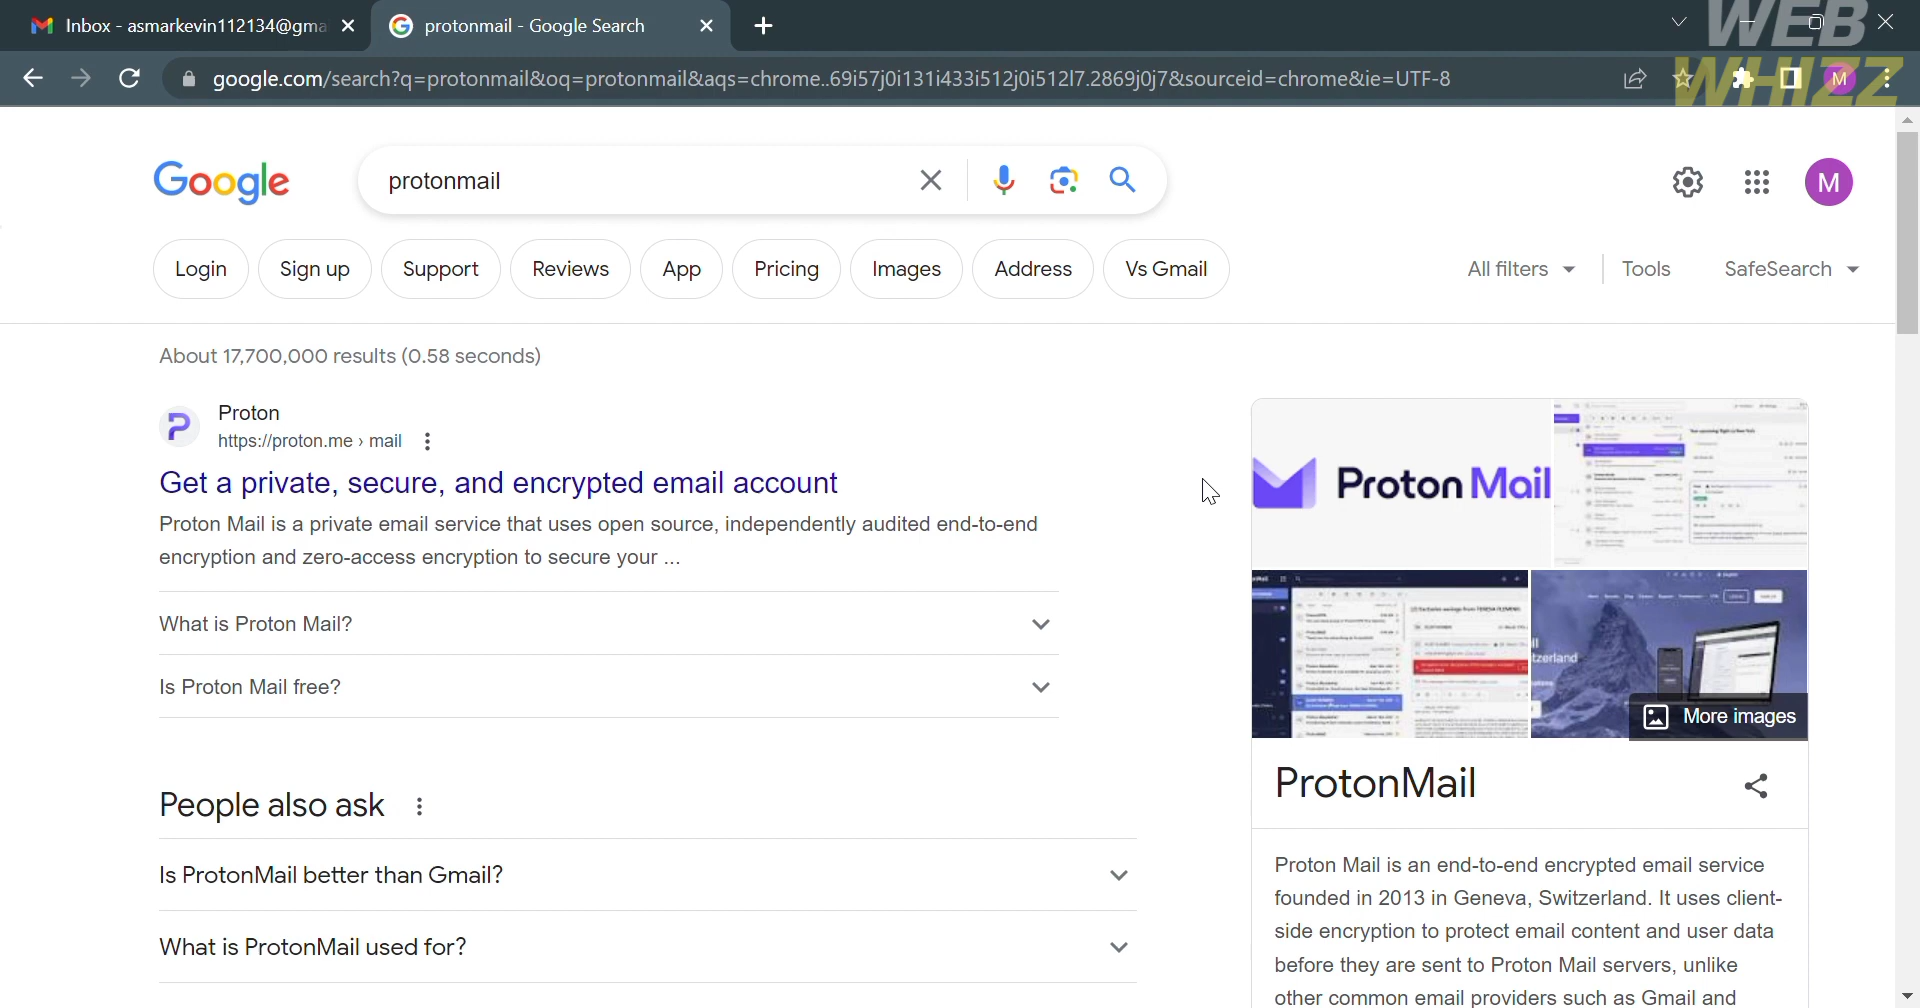 Inbox - asmarkevin112134@gma
protonmail - Google Search
WEB
WHIZZ
google.com/search?q=protonmail&oq=protonmail&aqs=chrome..69i57j0i131i433i512j0i512l7.2869j0j7&sourceid=chrome&ie=UTF-8
M
Google
protonmail
M
Login
Sign up
Support
Reviews
App
Pricing
Images
Address
Vs Gmail
All filters
Tools
SafeSearch
About 17,700,000 results (0.58 seconds)
Proton
https://proton.me › mail
Get a private, secure, and encrypted email account
Proton Mail is a private email service that uses open source, independently audited end-to-end
encryption and zero-access encryption to secure your ...
What is Proton Mail?
Is Proton Mail free?
People also ask
Is ProtonMail better than Gmail?
What is ProtonMail used for?
Proton Mail
More images
ProtonMail
Proton Mail is an end-to-end encrypted email service
founded in 2013 in Geneva, Switzerland. It uses client-
side encryption to protect email content and user data
before they are sent to Proton Mail servers, unlike
other common email providers such as Gmail and